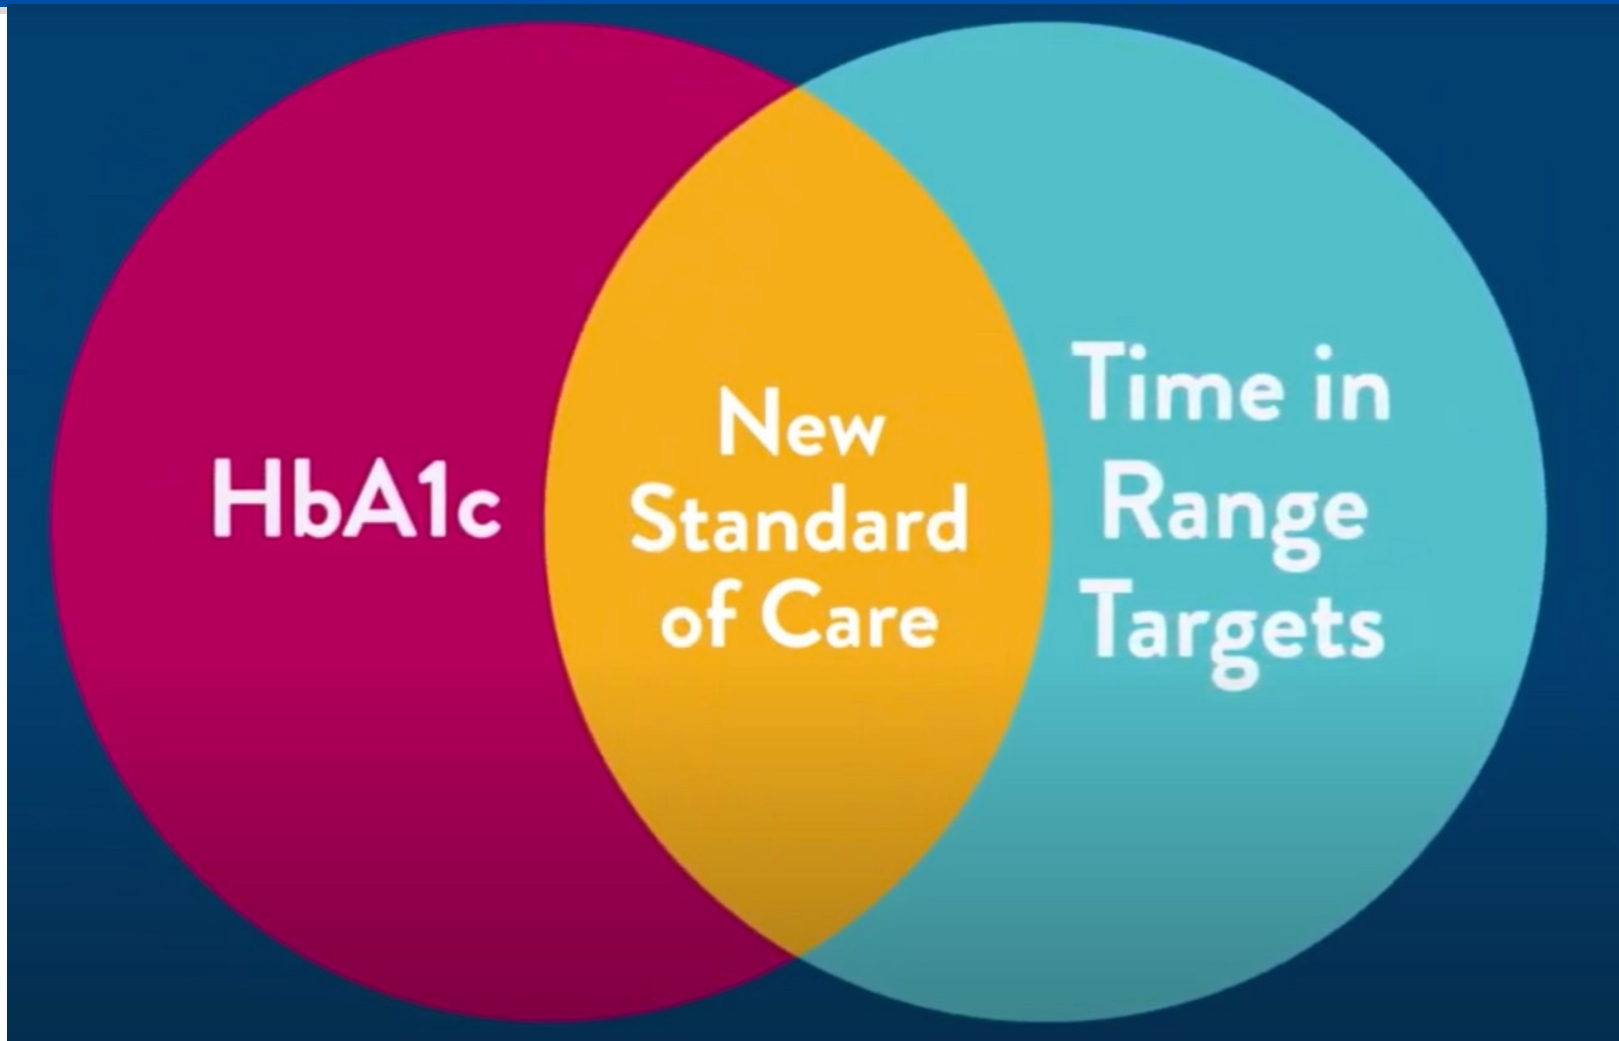 HbA1c
New
Standard
of Care
Time in
Range
Targets